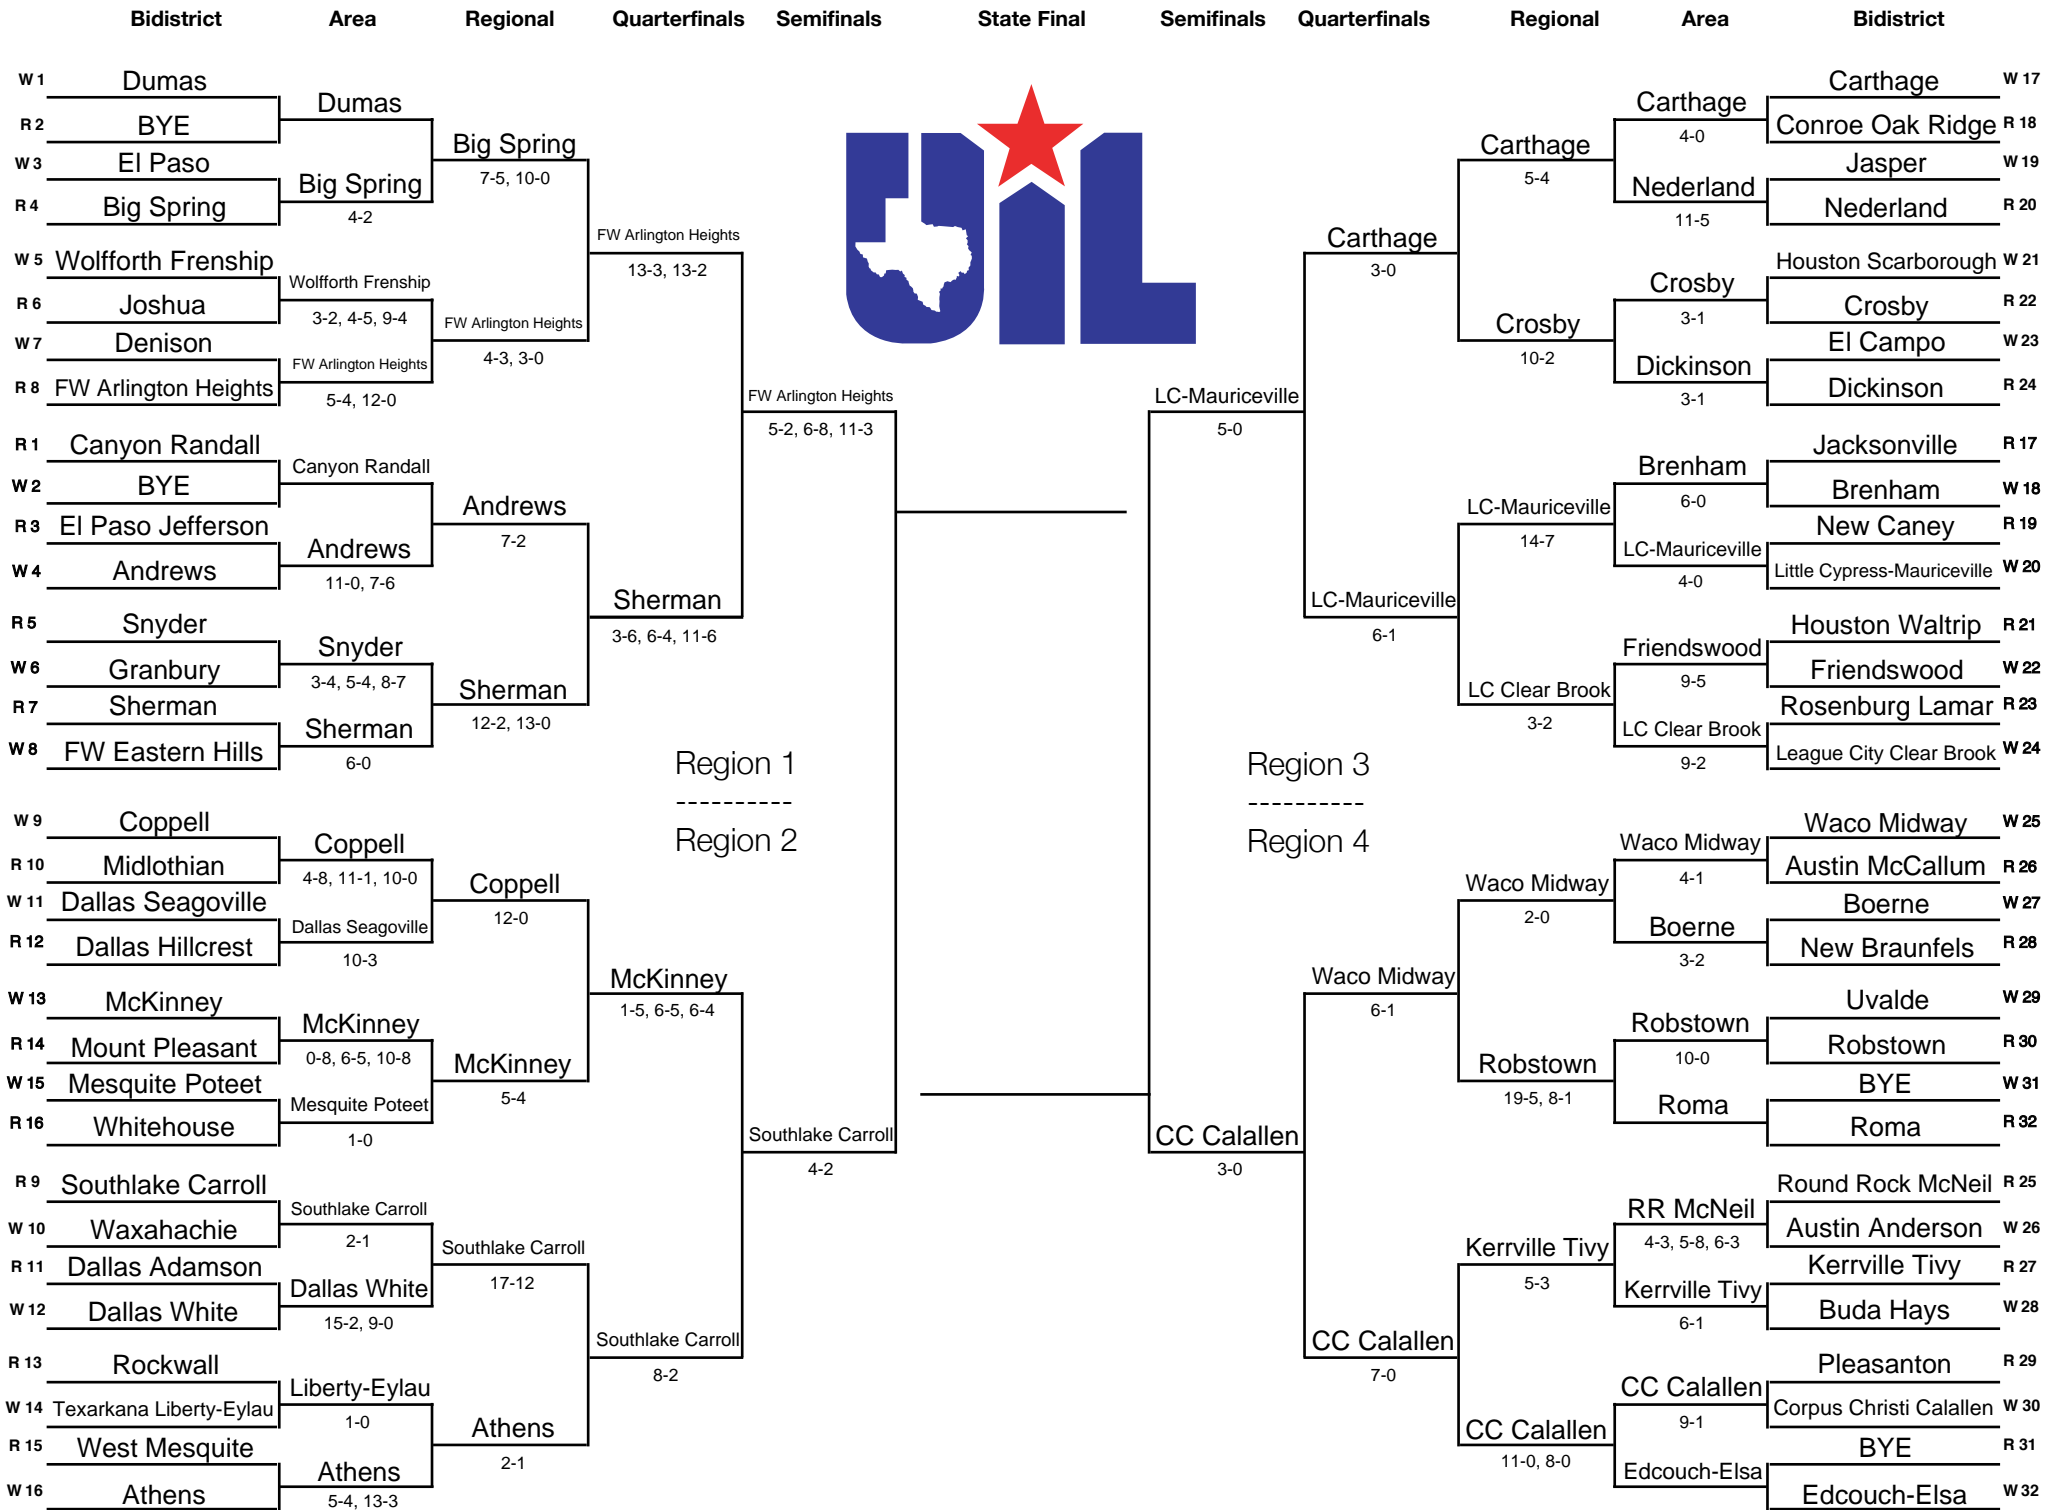 Bidistrict Area Regional Quarterfinals Semifinals State Final Semifinals Quarterfinals Regional Area Bidistrict
W 1 Dumas
R 2 BYE
W 3 El Paso
R 4 Big Spring
W 5 Wolfforth Frenship
R 6 Joshua
W 7 Denison
R 8 FW Arlington Heights
R 1 Canyon Randall
W 2 BYE
R 3 El Paso Jefferson
W 4 Andrews
R 5 Snyder
W 6 Granbury
R 7 Sherman
W 8 FW Eastern Hills
W 9 Coppell
R 10 Midlothian
W 11 Dallas Seagoville
R 12 Dallas Hillcrest
W 13 McKinney
R 14 Mount Pleasant
W 15 Mesquite Poteet
R 16 Whitehouse
R 9 Southlake Carroll
W 10 Waxahachie
R 11 Dallas Adamson
W 12 Dallas White
R 13 Rockwall
W 14 Texarkana Liberty-Eylau
R 15 West Mesquite
W 16 Athens
Dumas
Big Spring
4-2
Wolfforth Frenship
3-2, 4-5, 9-4
FW Arlington Heights
5-4, 12-0
Canyon Randall
Andrews
11-0, 7-6
Snyder
3-4, 5-4, 8-7
Sherman
6-0
Coppell
4-8, 11-1, 10-0
Dallas Seagoville
10-3
McKinney
0-8, 6-5, 10-8
Mesquite Poteet
1-0
Southlake Carroll
2-1
Dallas White
15-2, 9-0
Liberty-Eylau
1-0
Athens
5-4, 13-3
Big Spring
7-5, 10-0
FW Arlington Heights
4-3, 3-0
Andrews
7-2
Sherman
12-2, 13-0
Coppell
12-0
McKinney
5-4
Southlake Carroll
17-12
Athens
2-1
FW Arlington Heights
13-3, 13-2
Sherman
3-6, 6-4, 11-6
Region 1
----------
Region 2
McKinney
1-5, 6-5, 6-4
Southlake Carroll
8-2
FW Arlington Heights
5-2, 6-8, 11-3
Southlake Carroll
4-2
UIL
LC-Mauriceville
5-0
CC Calallen
3-0
Carthage
3-0
LC-Mauriceville
6-1
Region 3
----------
Region 4
Waco Midway
6-1
CC Calallen
7-0
Carthage
5-4
Crosby
10-2
LC-Mauriceville
14-7
LC Clear Brook
3-2
Waco Midway
2-0
Robstown
19-5, 8-1
Kerrville Tivy
5-3
CC Calallen
11-0, 8-0
Carthage
4-0
Nederland
11-5
Crosby
3-1
Dickinson
3-1
Brenham
6-0
LC-Mauriceville
4-0
Friendswood
9-5
LC Clear Brook
9-2
Waco Midway
4-1
Boerne
3-2
Robstown
10-0
Roma
RR McNeil
4-3, 5-8, 6-3
Kerrville Tivy
6-1
CC Calallen
9-1
Edcouch-Elsa
Carthage W 17
Conroe Oak Ridge R 18
Jasper W 19
Nederland R 20
Houston Scarborough W 21
Crosby R 22
El Campo W 23
Dickinson R 24
Jacksonville R 17
Brenham W 18
New Caney R 19
Little Cypress-Mauriceville W 20
Houston Waltrip R 21
Friendswood W 22
Rosenburg Lamar R 23
League City Clear Brook W 24
Waco Midway W 25
Austin McCallum R 26
Boerne W 27
New Braunfels R 28
Uvalde W 29
Robstown R 30
BYE W 31
Roma R 32
Round Rock McNeil R 25
Austin Anderson W 26
Kerrville Tivy R 27
Buda Hays W 28
Pleasanton R 29
Corpus Christi Calallen W 30
BYE R 31
Edcouch-Elsa W 32